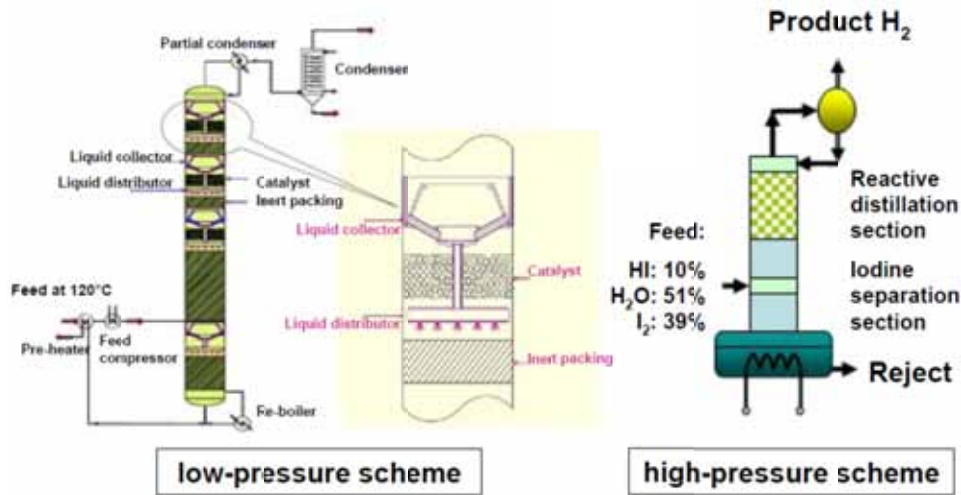 Partial condenser
Condenser
Liquid collector
Liquid distributor
Catalyst
Inert packing
Feed at 120°C
Pre-heater
Feed
compressor
Re-boiler
Liquid collector
Catalyst
Liquid distributor
Inert packing
low-pressure scheme
Product H₂
Reactive
distillation
section
Feed:
HI: 10%
H₂O: 51%
I₂: 39%
Iodine
separation
section
Reject
high-pressure scheme